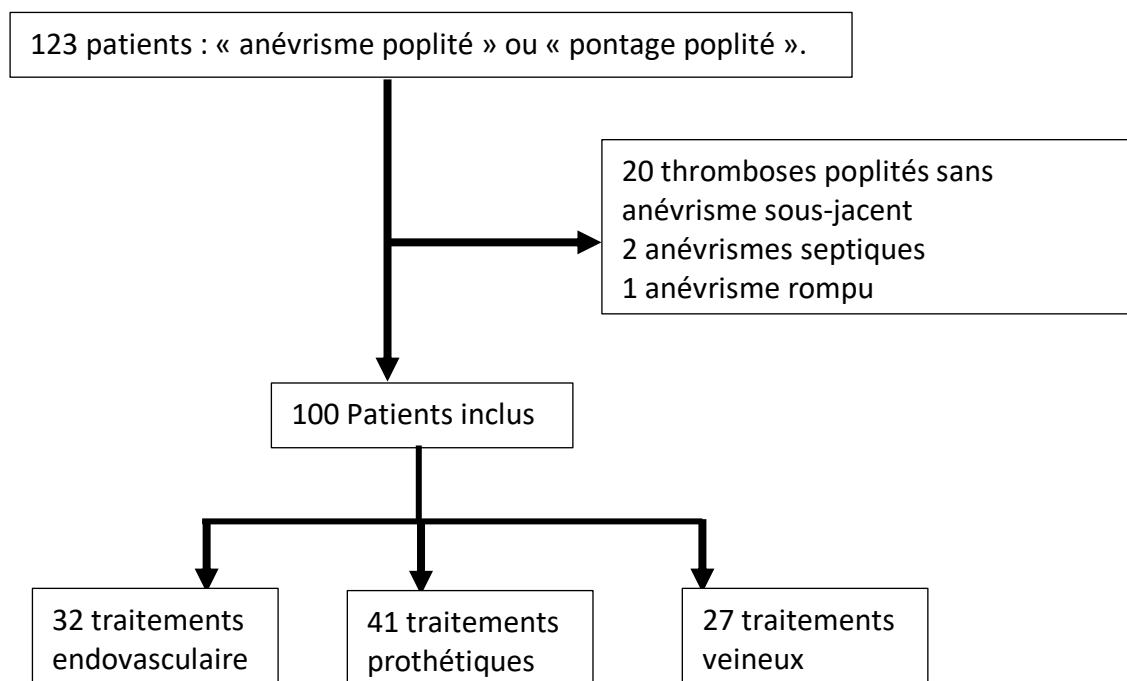 123 patients : « anévrisme poplité » ou « pontage poplité ».
20 thromboses poplités sans
anévrisme sous-jacent
2 anévrismes septiques
1 anévrisme rompu
100 Patients inclus
32 traitements
endovasculaire
41 traitements
prothétiques
27 traitements
veineux